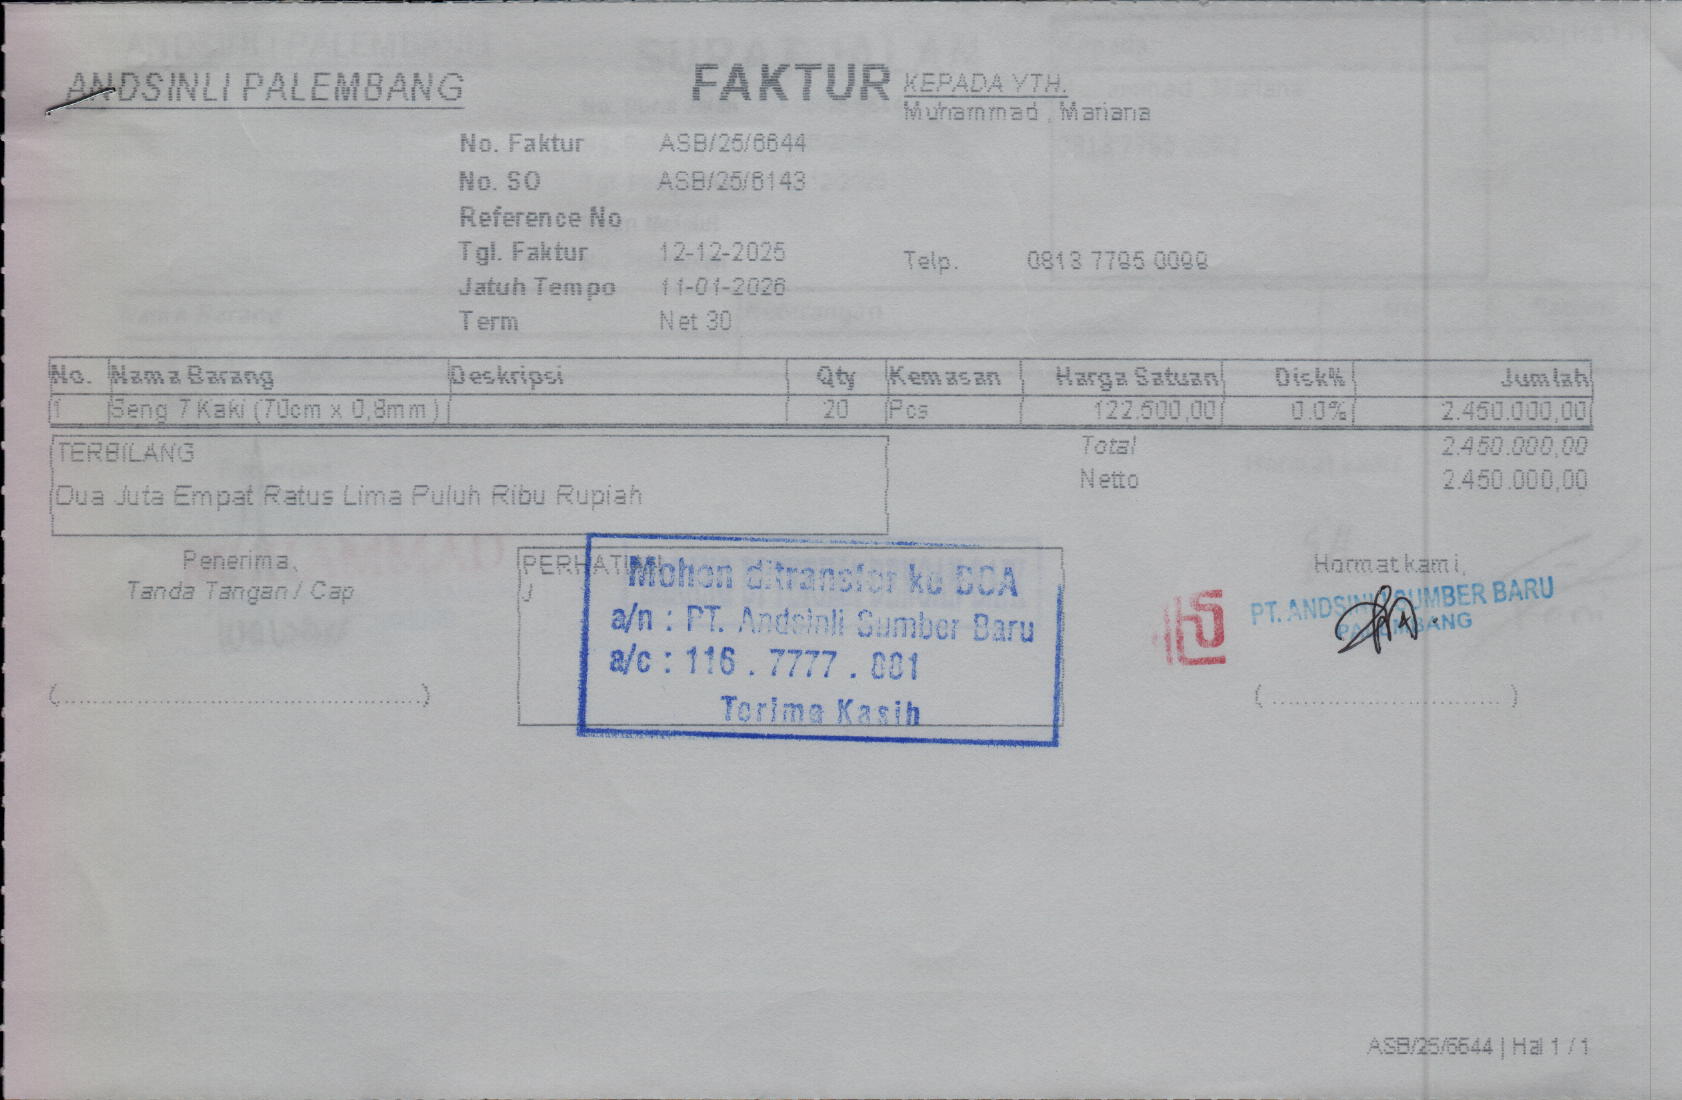 ANDSINLI PALEMBANG
FAKTUR
KEPADA YTH.
Muhammad , Mariana
No. Faktur ASB/25/6644
No. SO ASB/25/6143
Reference No
Tgl. Faktur 12-12-2025
Telp. 0813 7795 0099
Jatuh Tempo 11-01-2026
Term Net 30
No. Nama Barang Deskripsi Qty Kemasan Harga Satuan Disk% Jumlah
1 Seng 7 Kaki (70cm x 0,8mm) 20 Pcs 122.500,00 0.0% 2.450.000,00
TERBILANG
Dua Juta Empat Ratus Lima Puluh Ribu Rupiah
Total 2.450.000,00
Netto 2.450.000,00
Penerima,
Tanda Tangan / Cap
(...............................................)
PERHATIAN
Mohon ditransfer ke BCA
a/n : PT. Andsinli Sumber Baru
a/c : 116 . 7777 . 881
Terima Kasih
Hormat kami,
PT. ANDSINLI SUMBER BARU
PALEMBANG
(..............................)
ASB/25/6644 | Hal 1 / 1